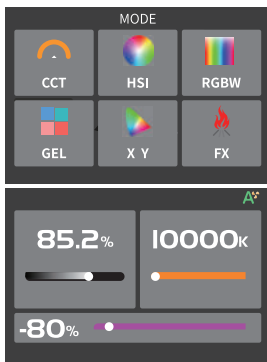 MODE
CCT HSI RGBW
GEL X Y FX
A
85.2% 10000K
-80%